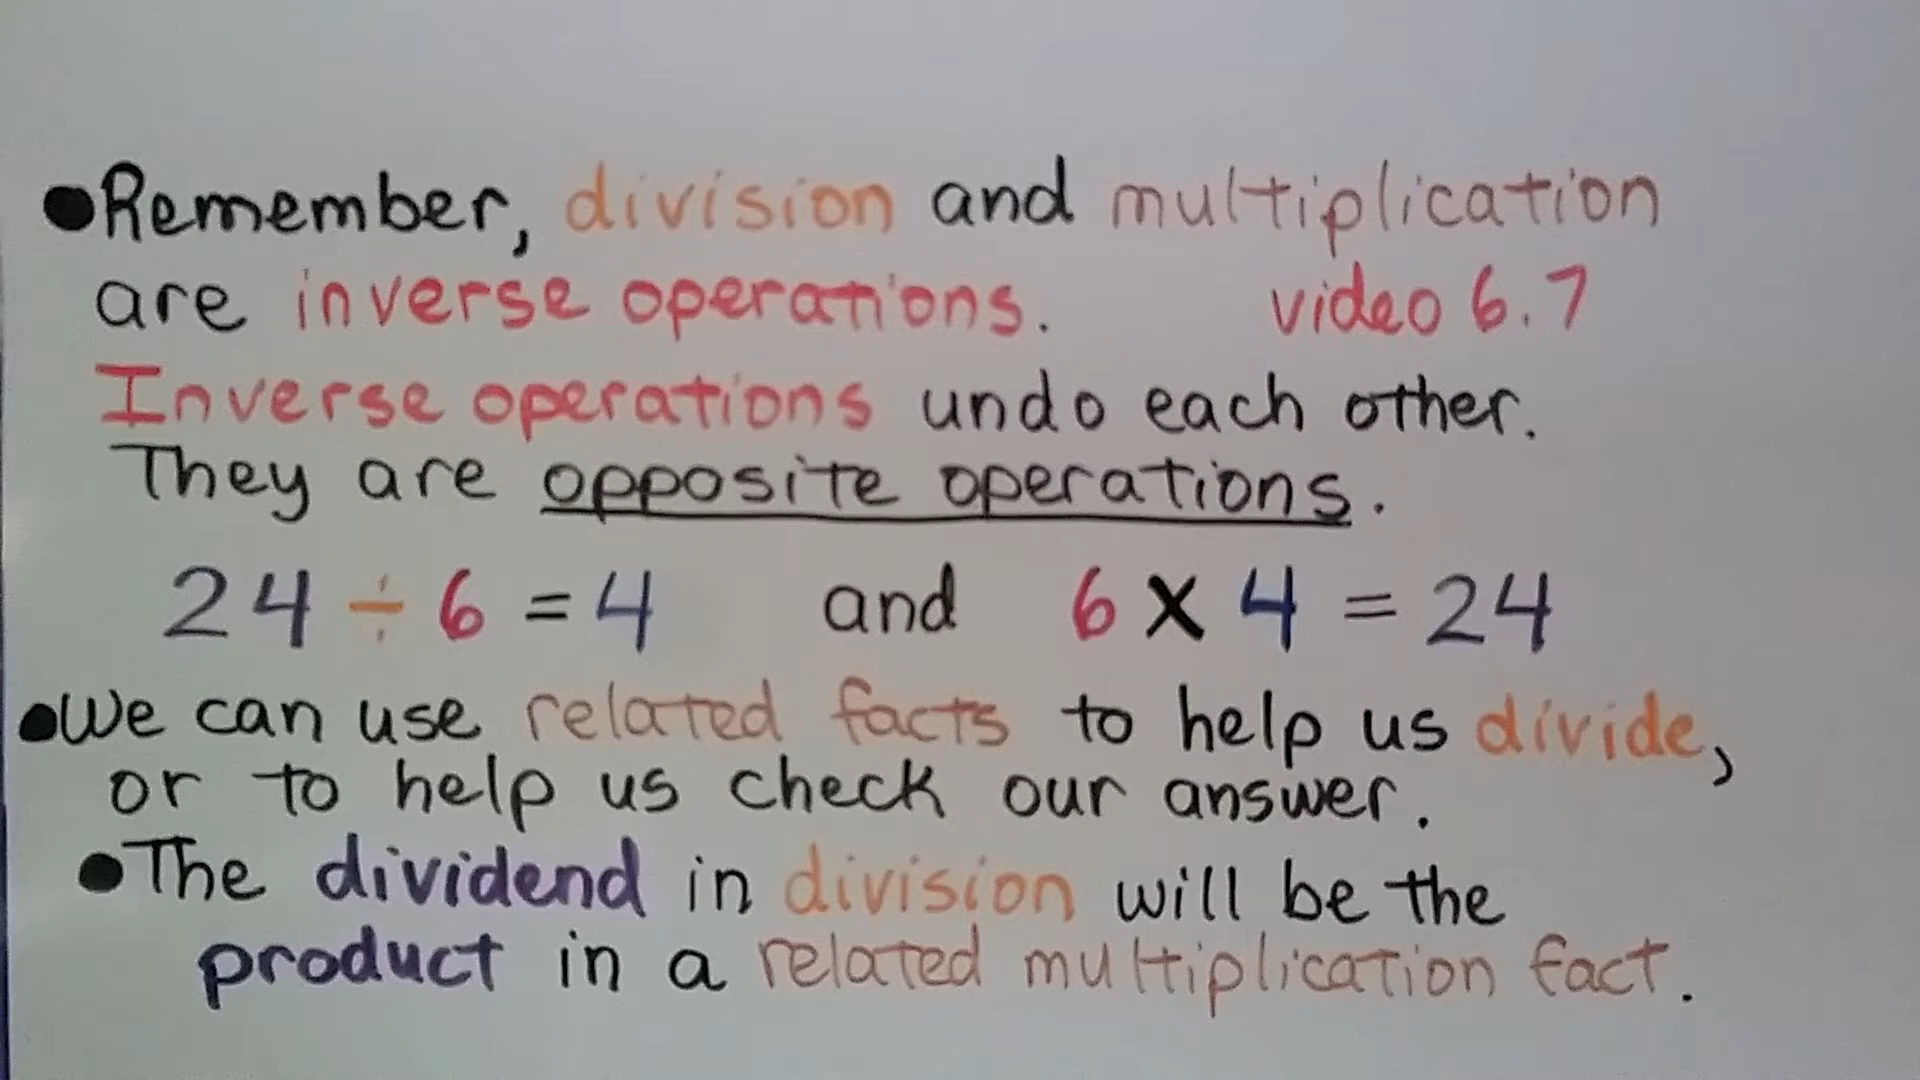 ●Remember, division and multiplication
are inverse operations. video 6.7
Inverse operations undo each other.
They are opposite operations.
24 ÷ 6 = 4 and 6 x 4 = 24
●We can use related facts to help us divide,
or to help us check our answer.
●The dividend in division will be the
product in a related multiplication fact.